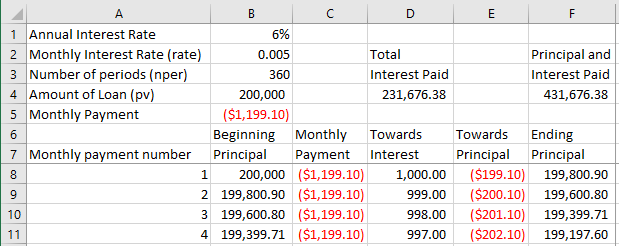 A B C D E F
1 Annual Interest Rate 6%
2 Monthly Interest Rate (rate) 0.005 Total Principal and
3 Number of periods (nper) 360 Interest Paid Interest Paid
4 Amount of Loan (pv) 200,000 231,676.38 431,676.38
5 Monthly Payment ($1,199.10)
6 Beginning Monthly Towards Towards Ending
7 Monthly payment number Principal Payment Interest Principal Principal
8 1 200,000 ($1,199.10) 1,000.00 ($199.10) 199,800.90
9 2 199,800.90 ($1,199.10) 999.00 ($200.10) 199,600.80
10 3 199,600.80 ($1,199.10) 998.00 ($201.10) 199,399.71
11 4 199,399.71 ($1,199.10) 997.00 ($202.10) 199,197.60